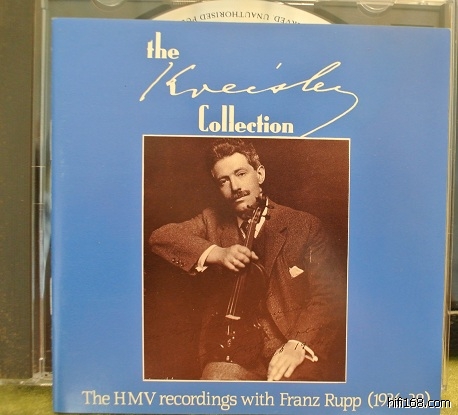 UNAUTHORISED
the
Kreisler
Collection
The HMV recordings with Franz Rupp
hifi168.com